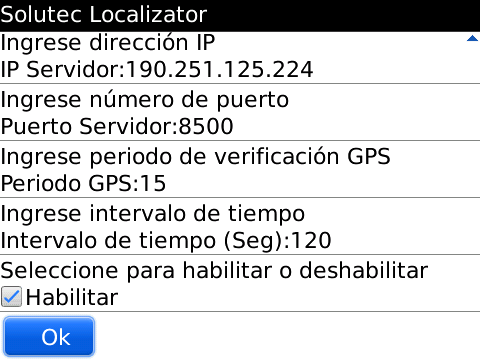 Solutec Localizator
Ingrese dirección IP
IP Servidor:190.251.125.224
Ingrese número de puerto
Puerto Servidor:8500
Ingrese periodo de verificación GPS
Periodo GPS:15
Ingrese intervalo de tiempo
Intervalo de tiempo (Seg):120
Seleccione para habilitar o deshabilitar
Habilitar
Ok